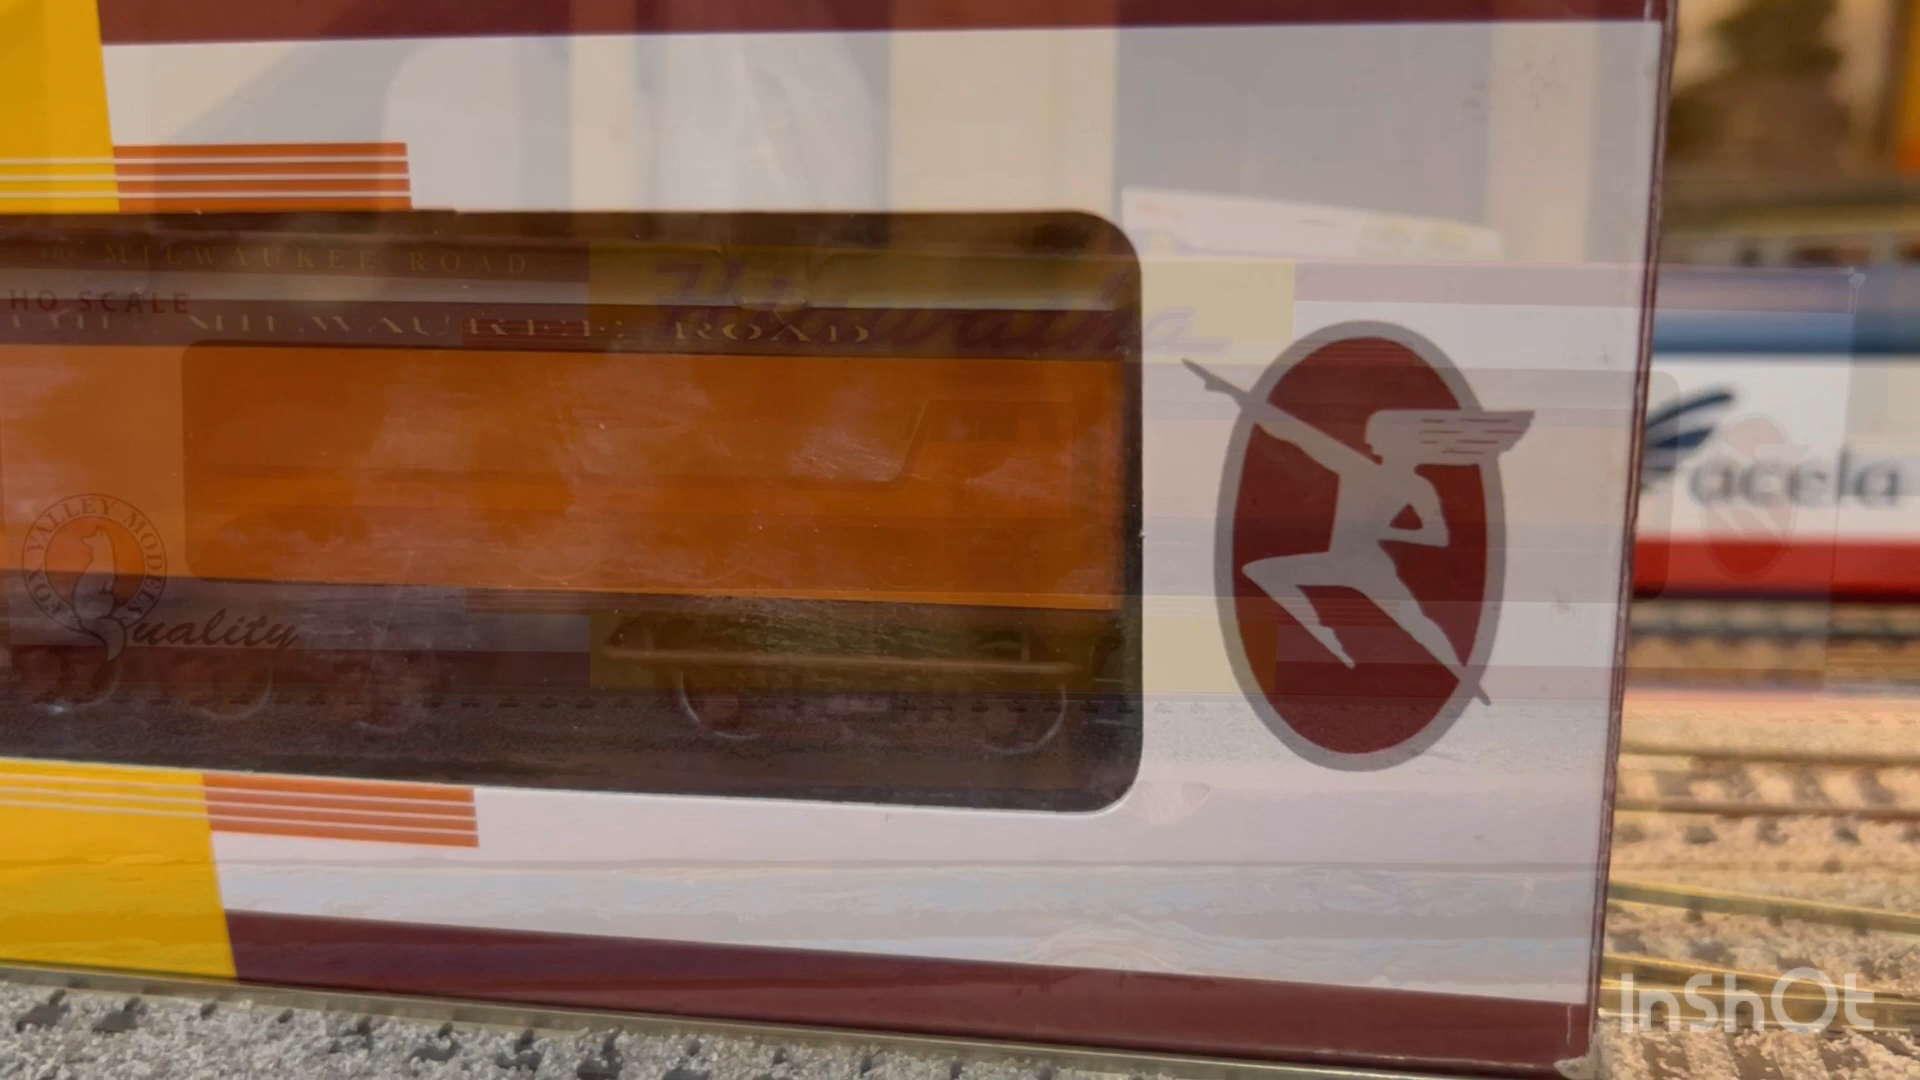 THE MILWAUKEE ROAD
Hiawatha
HO SCALE
THE MILWAUKEE ROAD
acela
FOX VALLEY MODELS
Quality
InShOt